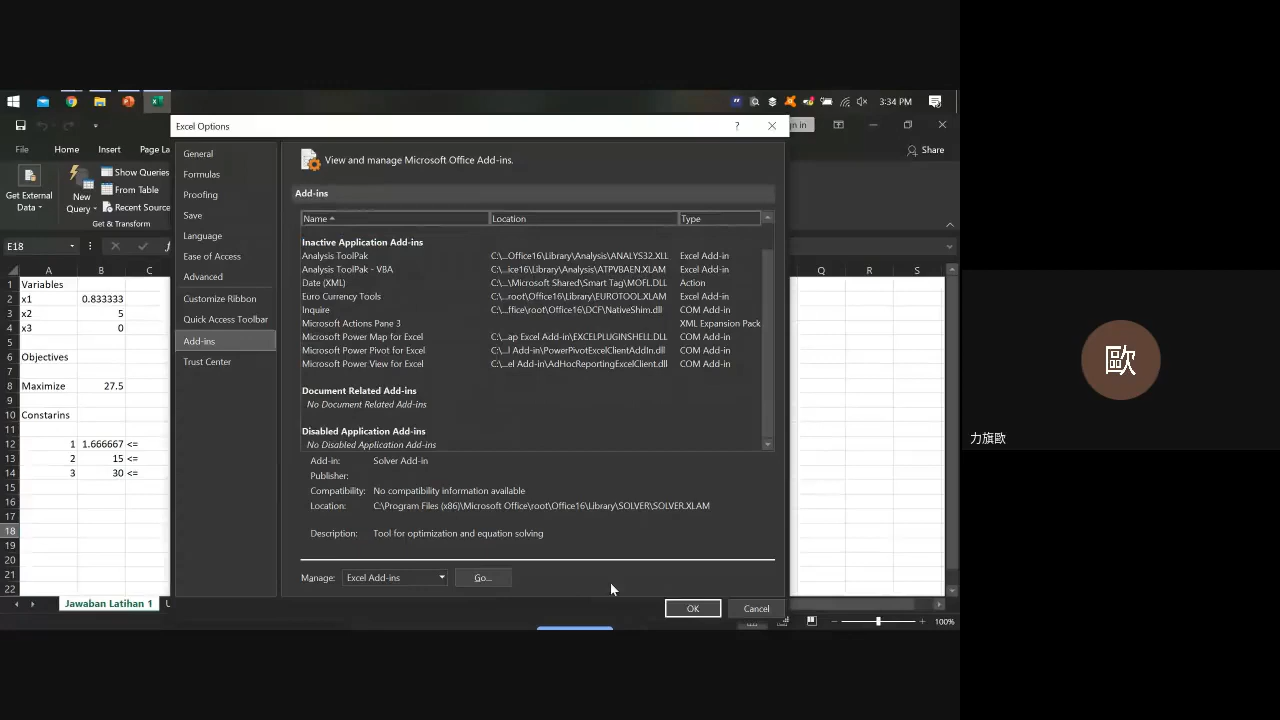 3:34 PM
Excel Options
?
n in
File
Home
Insert
Page La
Share
Get External
Data
New
Query
Show Queries
From Table
Recent Source
Get & Transform
E18
A
B
C
Q
R
S
1 Variables
2 x1 0.833333
3 x2 5
4 x3 0
5
6 Objectives
7
8 Maximize 27.5
9
10 Constarins
11
12 1 1.666667 <=
13 2 15 <=
14 3 30 <=
15
16
17
18
19
20
21
22
General
Formulas
Proofing
Save
Language
Ease of Access
Advanced
Customize Ribbon
Quick Access Toolbar
Add-ins
Trust Center
View and manage Microsoft Office Add-ins.
Add-ins
Name Location Type
Inactive Application Add-ins
Analysis ToolPak C:\...Office16\Library\Analysis\ANALYS32.XLL Excel Add-in
Analysis ToolPak - VBA C:\...ice16\Library\Analysis\ATPVBAEN.XLAM Excel Add-in
Date (XML) C:\...\Microsoft Shared\Smart Tag\MOFL.DLL Action
Euro Currency Tools C:\...root\Office16\Library\EUROTOOL.XLAM Excel Add-in
Inquire C:\...ffice\root\Office16\DCF\NativeShim.dll COM Add-in
Microsoft Actions Pane 3 XML Expansion Pack
Microsoft Power Map for Excel C:\...ap Excel Add-in\EXCELPLUGINSHELL.DLL COM Add-in
Microsoft Power Pivot for Excel C:\...l Add-in\PowerPivotExcelClientAddIn.dll COM Add-in
Microsoft Power View for Excel C:\...el Add-in\AdHocReportingExcelClient.dll COM Add-in
Document Related Add-ins
No Document Related Add-ins
Disabled Application Add-ins
No Disabled Application Add-ins
Add-in: Solver Add-in
Publisher:
Compatibility: No compatibility information available
Location: C:\Program Files (x86)\Microsoft Office\root\Office16\Library\SOLVER\SOLVER.XLAM
Description: Tool for optimization and equation solving
Manage: Excel Add-ins Go...
OK Cancel
Jawaban Latihan 1
100%
歐
力旗歐